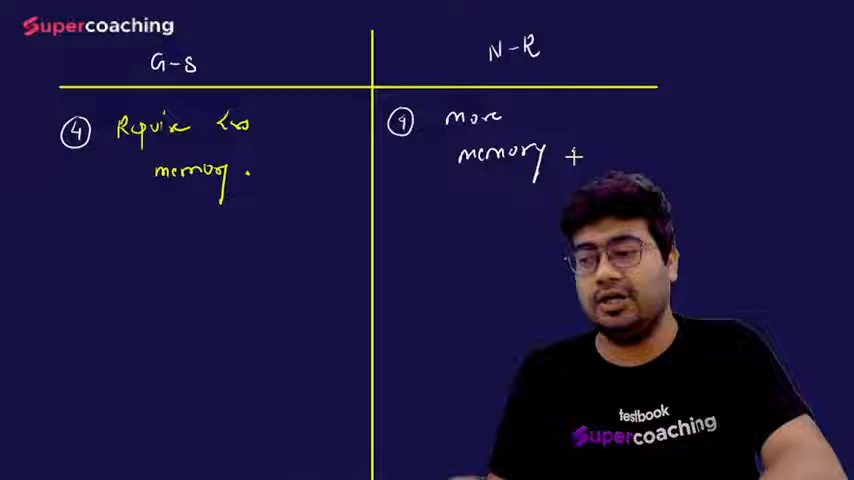 Supercoaching
G-S
N-R
④ Require less
memory.
④ more
memory +
testbook
Supercoaching